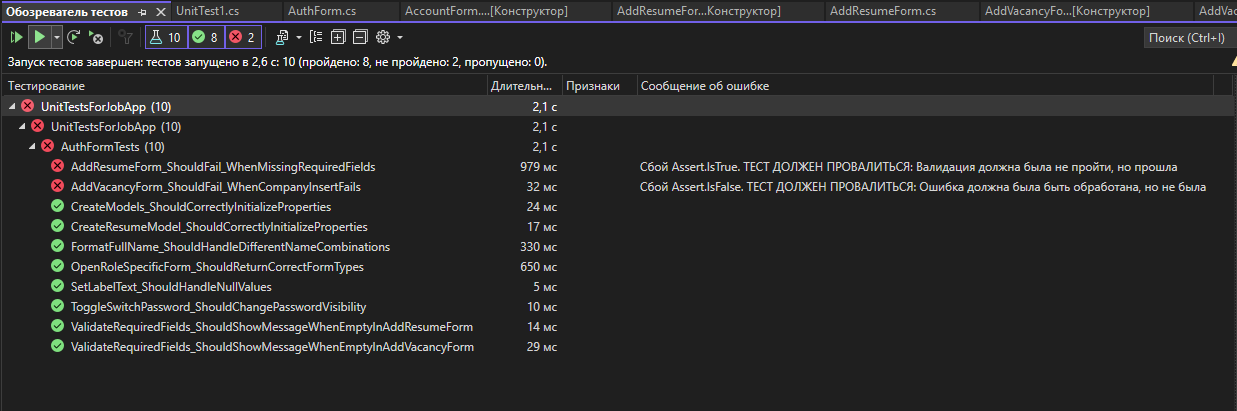 Обозреватель тестов UnitTest1.cs AuthForm.cs AccountForm....[Конструктор] AddResumeFor...Конструктор] AddResumeForm.cs AddVacancyFo...[Конструктор] AddVac
10 8 2 Поиск (Ctrl+I)
Запуск тестов завершен: тестов запущено в 2,6 с: 10 (пройдено: 8, не пройдено: 2, пропущено: 0).
Тестирование Длительн... Признаки Сообщение об ошибке
UnitTestsForJobApp (10) 2,1 с
UnitTestsForJobApp (10) 2,1 с
AuthFormTests (10) 2,1 с
AddResumeForm_ShouldFail_WhenMissingRequiredFields 979 мс Сбой Assert.IsTrue. ТЕСТ ДОЛЖЕН ПРОВАЛИТЬСЯ: Валидация должна была не пройти, но прошла
AddVacancyForm_ShouldFail_WhenCompanyInsertFails 32 мс Сбой Assert.IsFalse. ТЕСТ ДОЛЖЕН ПРОВАЛИТЬСЯ: Ошибка должна была быть обработана, но не была
CreateModels_ShouldCorrectlyInitializeProperties 24 мс
CreateResumeModel_ShouldCorrectlyInitializeProperties 17 мс
FormatFullName_ShouldHandleDifferentNameCombinations 330 мс
OpenRoleSpecificForm_ShouldReturnCorrectFormTypes 650 мс
SetLabelText_ShouldHandleNullValues 5 мс
ToggleSwitchPassword_ShouldChangePasswordVisibility 10 мс
ValidateRequiredFields_ShouldShowMessageWhenEmptyInAddResumeForm 14 мс
ValidateRequiredFields_ShouldShowMessageWhenEmptyInAddVacancyForm 29 мс